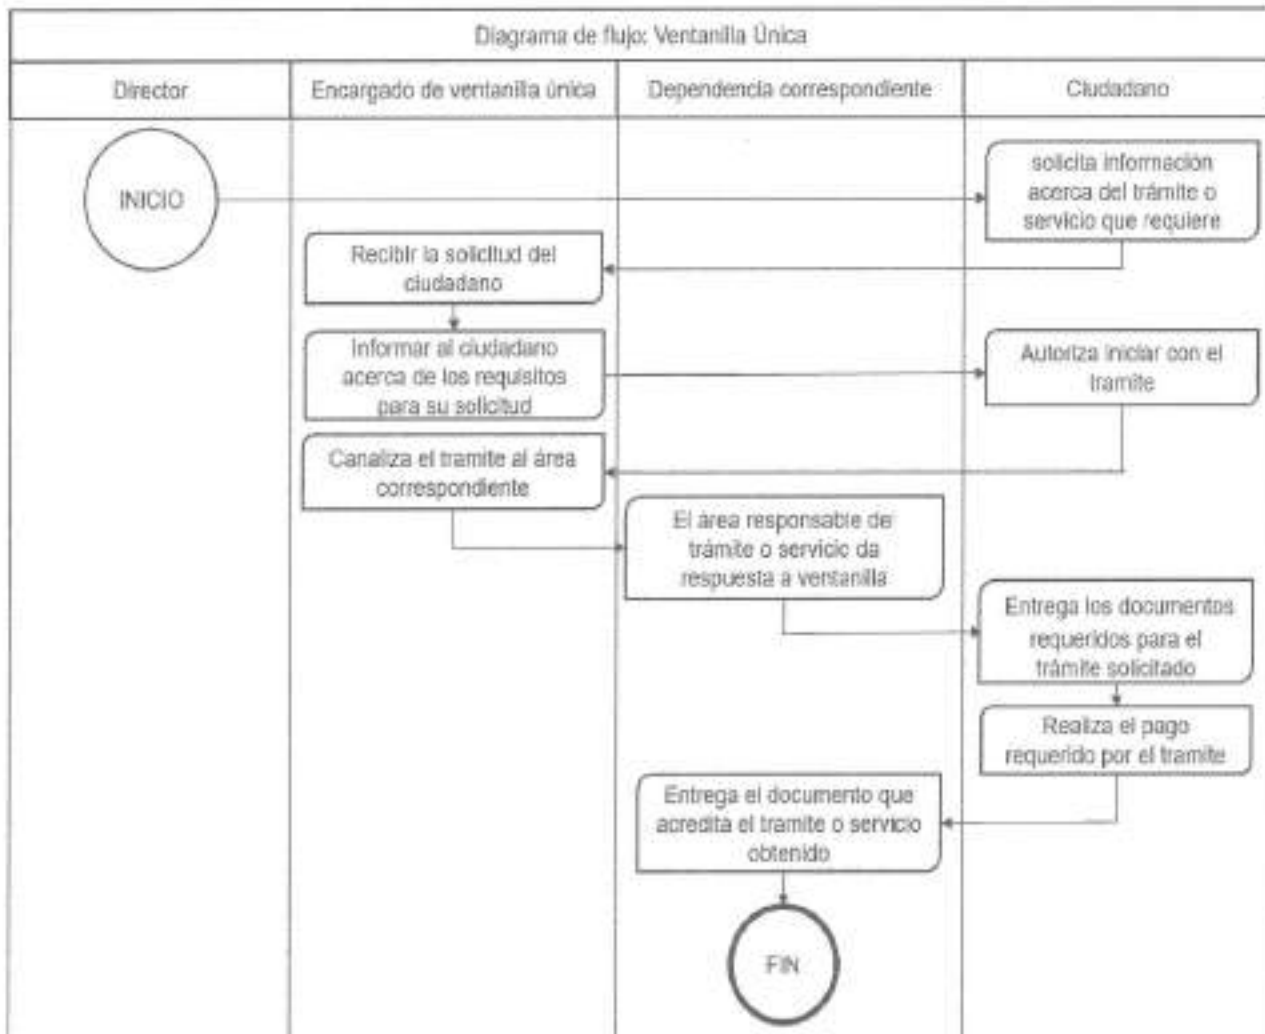 Diagrama de flujo: Ventanilla Única
Director
Encargado de ventanilla única
Dependencia correspondiente
Ciudadano
INICIO
solicita información
acerca del trámite o
servicio que requiere
Recibir la solicitud del
ciudadano
Informar al ciudadano
acerca de los requisitos
para su solicitud
Autoriza iniciar con el
tramite
Canaliza el tramite al área
correspondiente
El área responsable de
trámite o servicio da
respuesta a ventanilla
Entrega los documentos
requeridos para el
trámite solicitado
Realiza el pago
requerido por el tramite
Entrega el documento que
acredita el tramite o servicio
obtenido
FIN